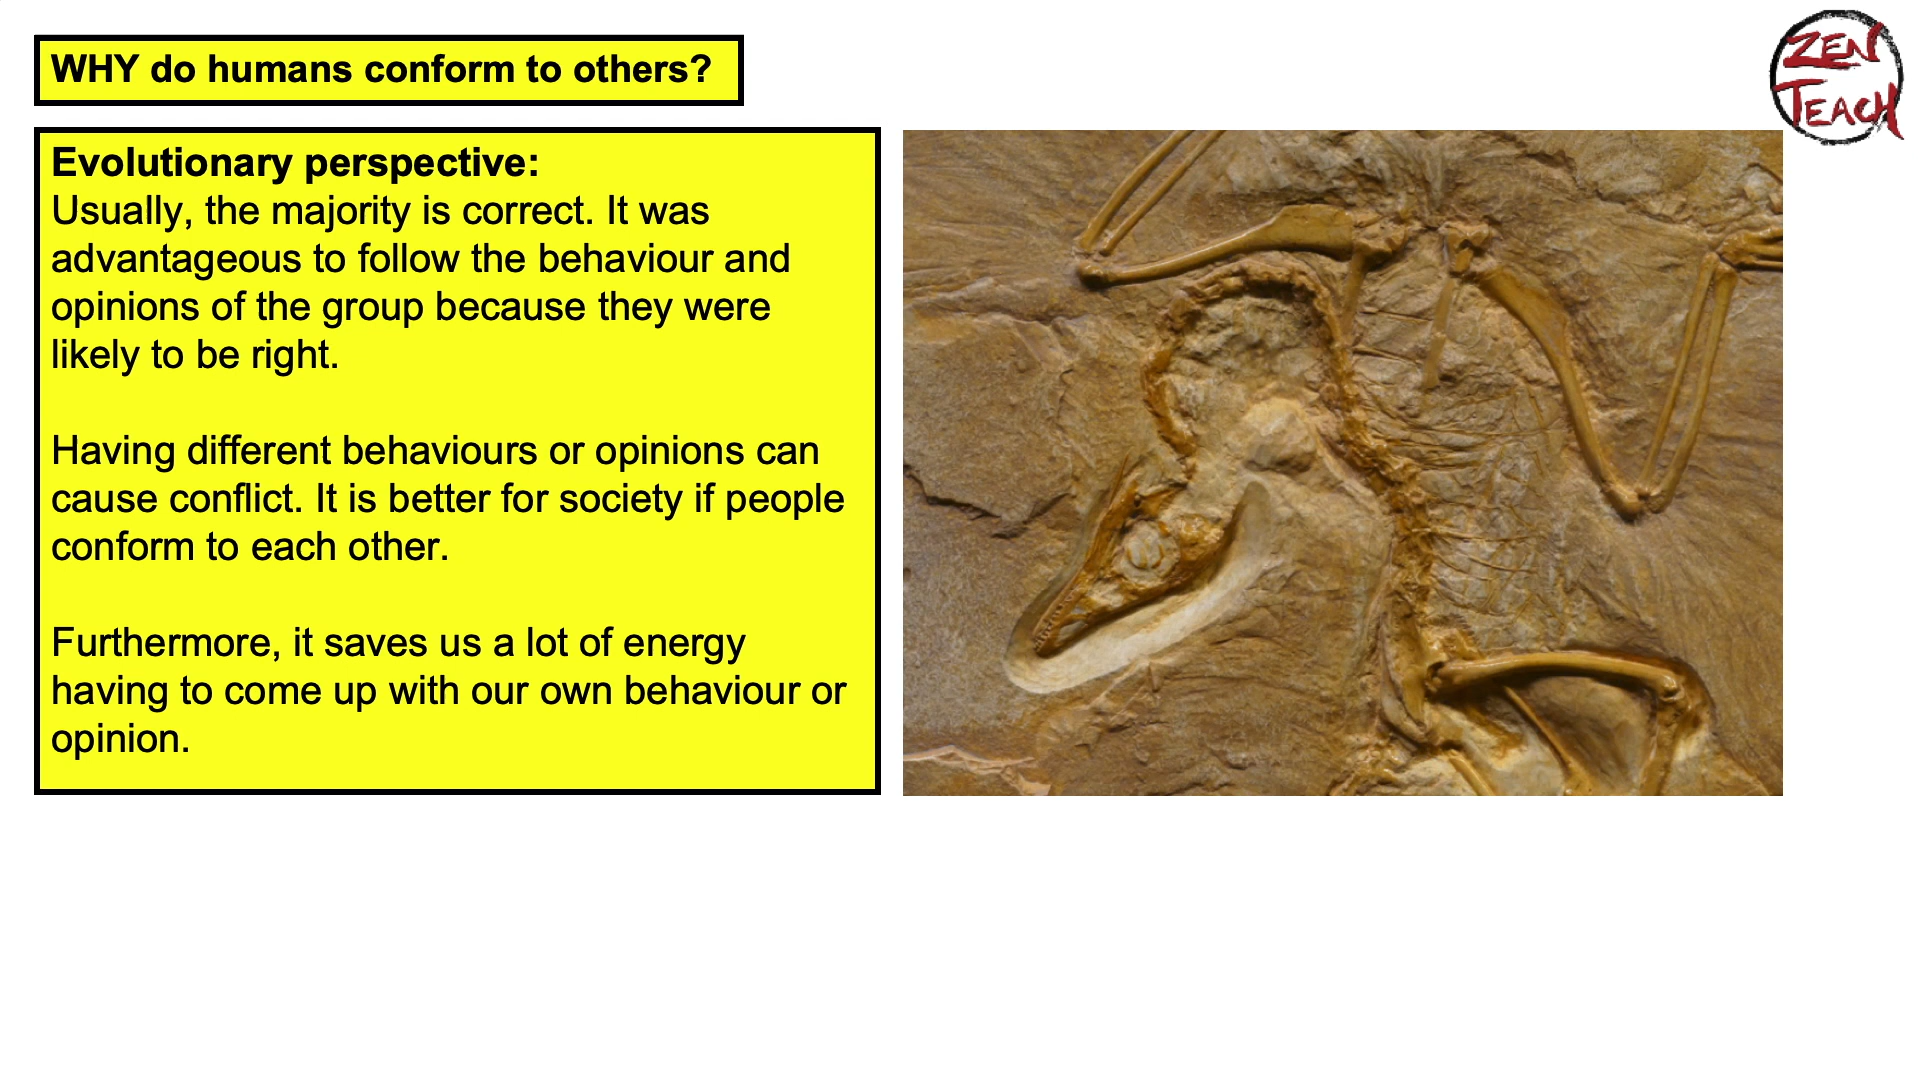 WHY do humans conform to others?
ZEN
TEACH
Evolutionary perspective:
Usually, the majority is correct. It was
advantageous to follow the behaviour and
opinions of the group because they were
likely to be right.
Having different behaviours or opinions can
cause conflict. It is better for society if people
conform to each other.
Furthermore, it saves us a lot of energy
having to come up with our own behaviour or
opinion.